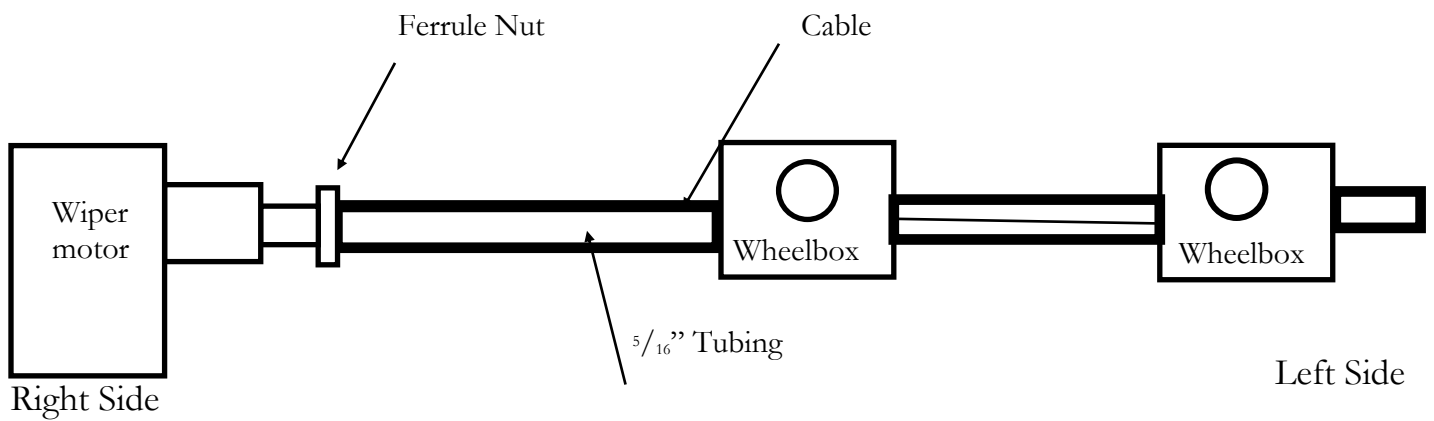 Ferrule Nut
Cable
Wiper
motor
Wheelbox
Wheelbox
5/16” Tubing
Left Side
Right Side